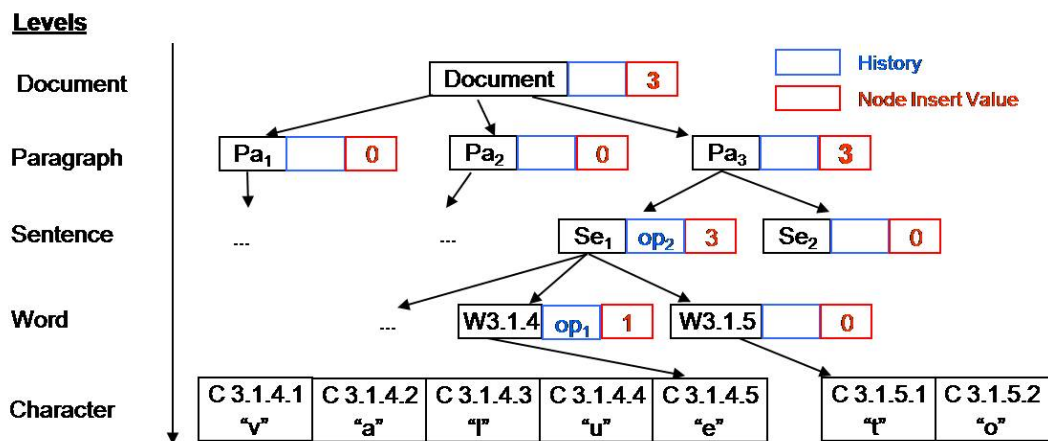 Levels
Document
Document 3
History
Node Insert Value
Paragraph
Pa₁ 0
Pa₂ 0
Pa₃ 3
Sentence
...
...
Se₁ op₂ 3
Se₂ 0
Word
...
W3.1.4 op₁ 1
W3.1.5 0
Character
C 3.1.4.1 C 3.1.4.2 C 3.1.4.3 C 3.1.4.4 C 3.1.4.5 C 3.1.5.1 C 3.1.5.2
“v” “a” “l” “u” “e” “t” “o”